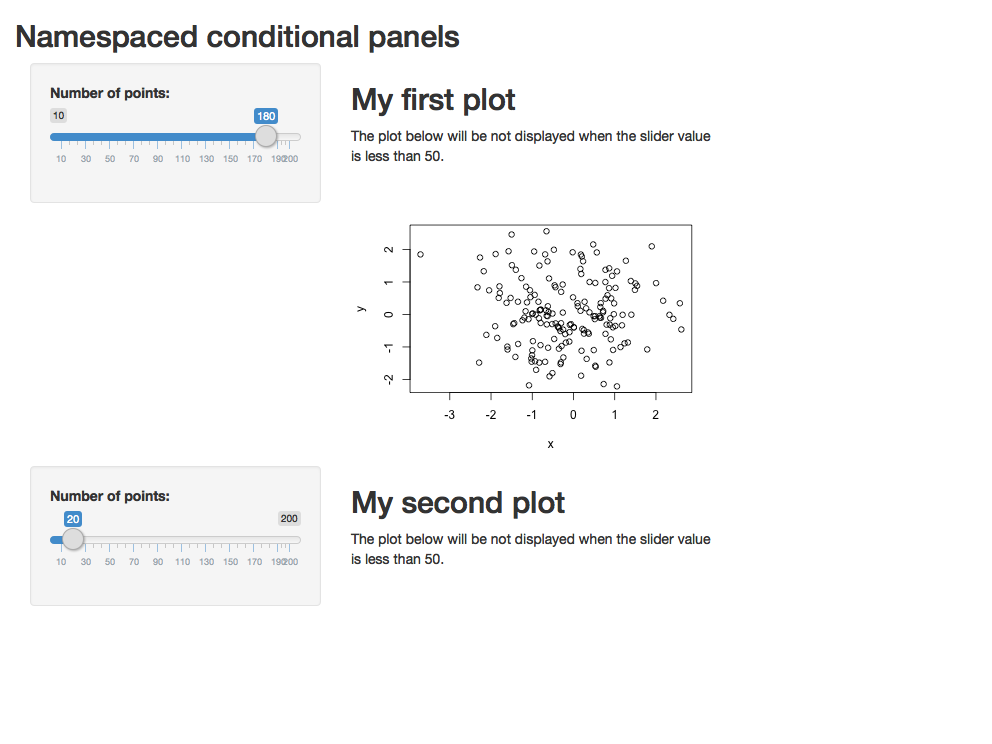 Namespaced conditional panels
Number of points:
10 180
10 30 50 70 90 110 130 150 170 190 200
My first plot
The plot below will be not displayed when the slider value
is less than 50.
y
2
1
0
-1
-2
-3 -2 -1 0 1 2
x
Number of points:
20 200
10 30 50 70 90 110 130 150 170 190 200
My second plot
The plot below will be not displayed when the slider value
is less than 50.